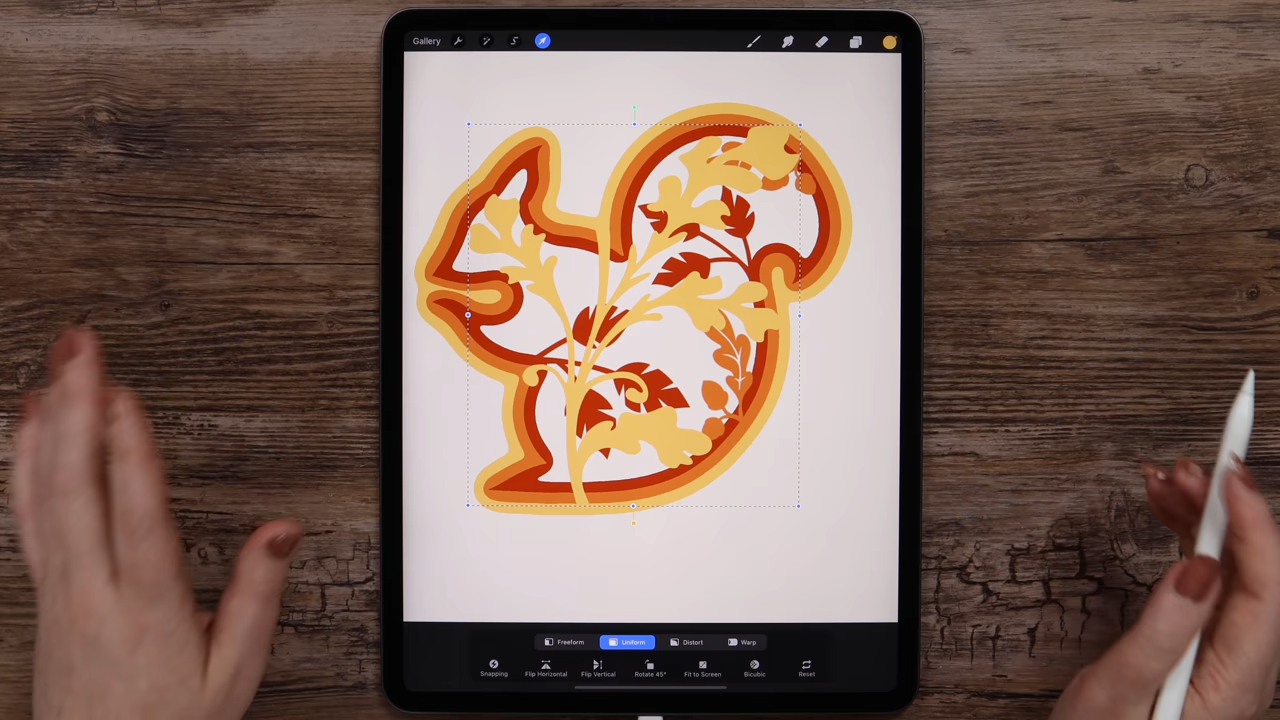 Gallery
Freeform Uniform Distort Warp
Snapping Flip Horizontal Flip Vertical Rotate 45° Fit to Screen Bicubic Reset